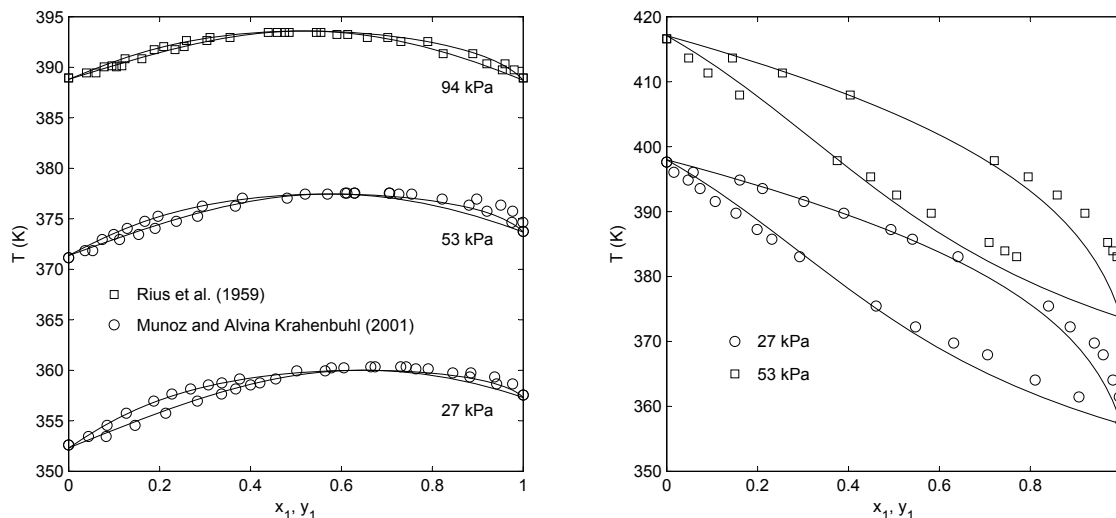 395
390
385
380
375
370
365
360
355
350
T (K)
0
0.2
0.4
0.6
0.8
1
x1, y1
94 kPa
53 kPa
Rius et al. (1959)
Munoz and Alvina Krahenbuhl (2001)
27 kPa
420
410
400
390
380
370
360
350
T (K)
0
0.2
0.4
0.6
0.8
x1, y1
27 kPa
53 kPa